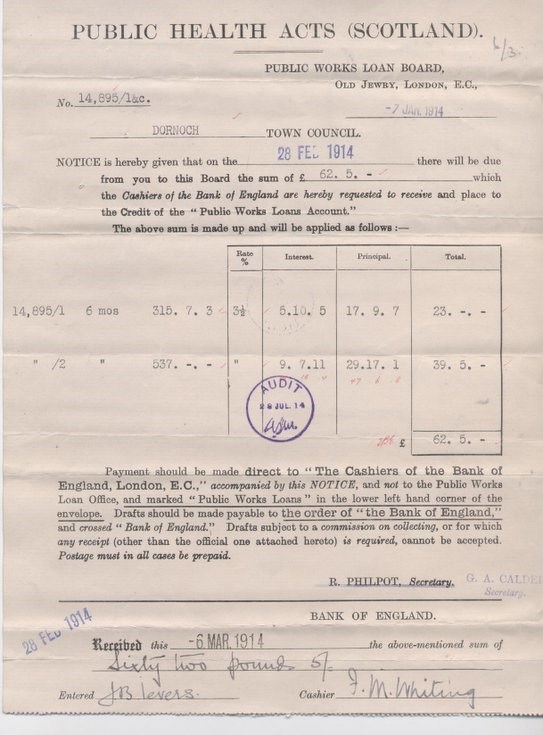 PUBLIC HEALTH ACTS (SCOTLAND).
6/3.
PUBLIC WORKS LOAN BOARD,
OLD JEWRY, LONDON, E.C.,
No. 14,895/1&c.
-7 JAN. 1914
DORNOCH TOWN COUNCIL.
NOTICE is hereby given that on the 28 FEB 1914 there will be due
from you to this Board the sum of £ 62. 5. - which
the Cashiers of the Bank of England are hereby requested to receive and place to
the Credit of the "Public Works Loans Account."
The above sum is made up and will be applied as follows :—
Rate % Interest. Principal. Total.
14,895/1 6 mos 315. 7. 3 3½ 5.10. 5 17. 9. 7 23. -. -
" /2 " 537. -. - " 9. 7.11 29.17. 1 39. 5. -
AUDIT
28 JUL. 14
£ 62. 5. -
Payment should be made direct to "The Cashiers of the Bank of
England, London, E.C.," accompanied by this NOTICE, and not to the Public Works
Loan Office, and marked "Public Works Loans" in the lower left hand corner of the
envelope. Drafts should be made payable to the order of "the Bank of England,"
and crossed "Bank of England." Drafts subject to a commission on collecting, or for which
any receipt (other than the official one attached hereto) is required, cannot be accepted.
Postage must in all cases be prepaid.
R. PHILPOT, Secretary. G. A. CALDE
Secretary.
BANK OF ENGLAND.
28 FEB 1914
Received this -6 MAR. 1914 the above-mentioned sum of
Sixty two pounds 5/-
Entered JB Ievers. Cashier F. M. Whiting